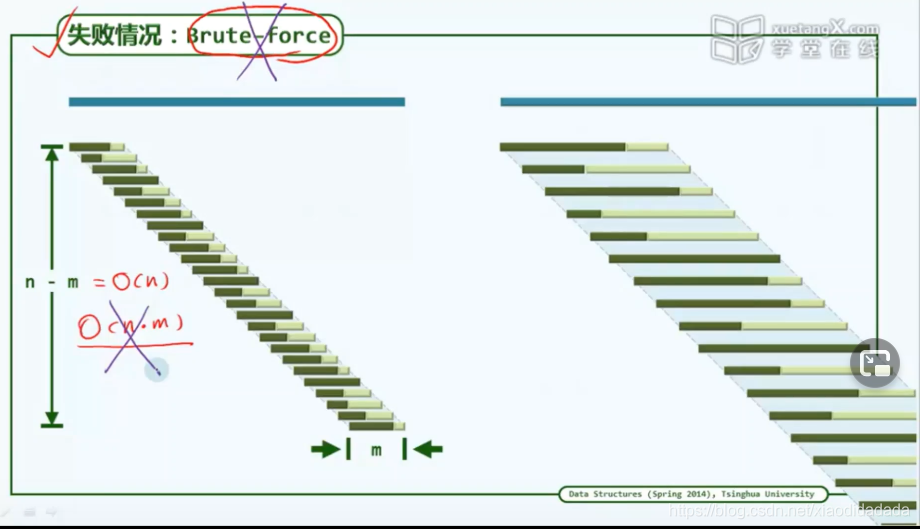 失败情况：Brute-force
xuetangX.com
学堂在线
n - m = O(n)
O(n·m)
m
Data Structures (Spring 2014), Tsinghua University
https://blog.csdn.net/xiaodidadada